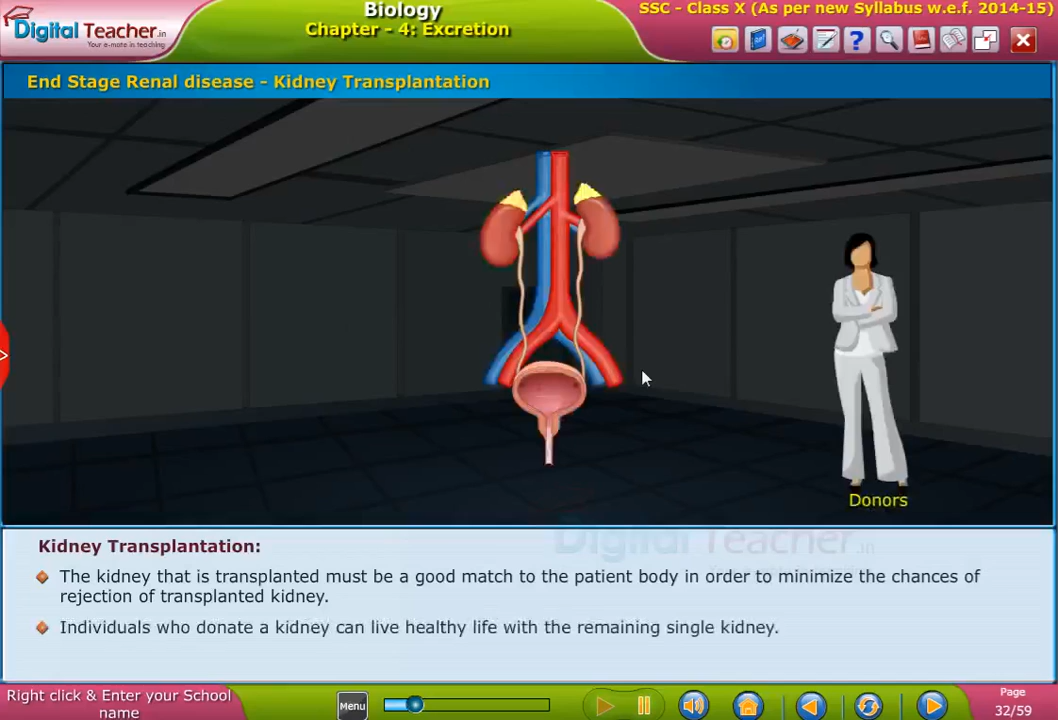 Digital Teacher.in
Your e-mate in teaching
Biology
Chapter - 4: Excretion
SSC - Class X (As per new Syllabus w.e.f. 2014-15)
End Stage Renal disease - Kidney Transplantation
Donors
Digital Teacher.in
Kidney Transplantation:
The kidney that is transplanted must be a good match to the patient body in order to minimize the chances of
rejection of transplanted kidney.
Individuals who donate a kidney can live healthy life with the remaining single kidney.
Right click & Enter your School
name
Menu
Page
32/59